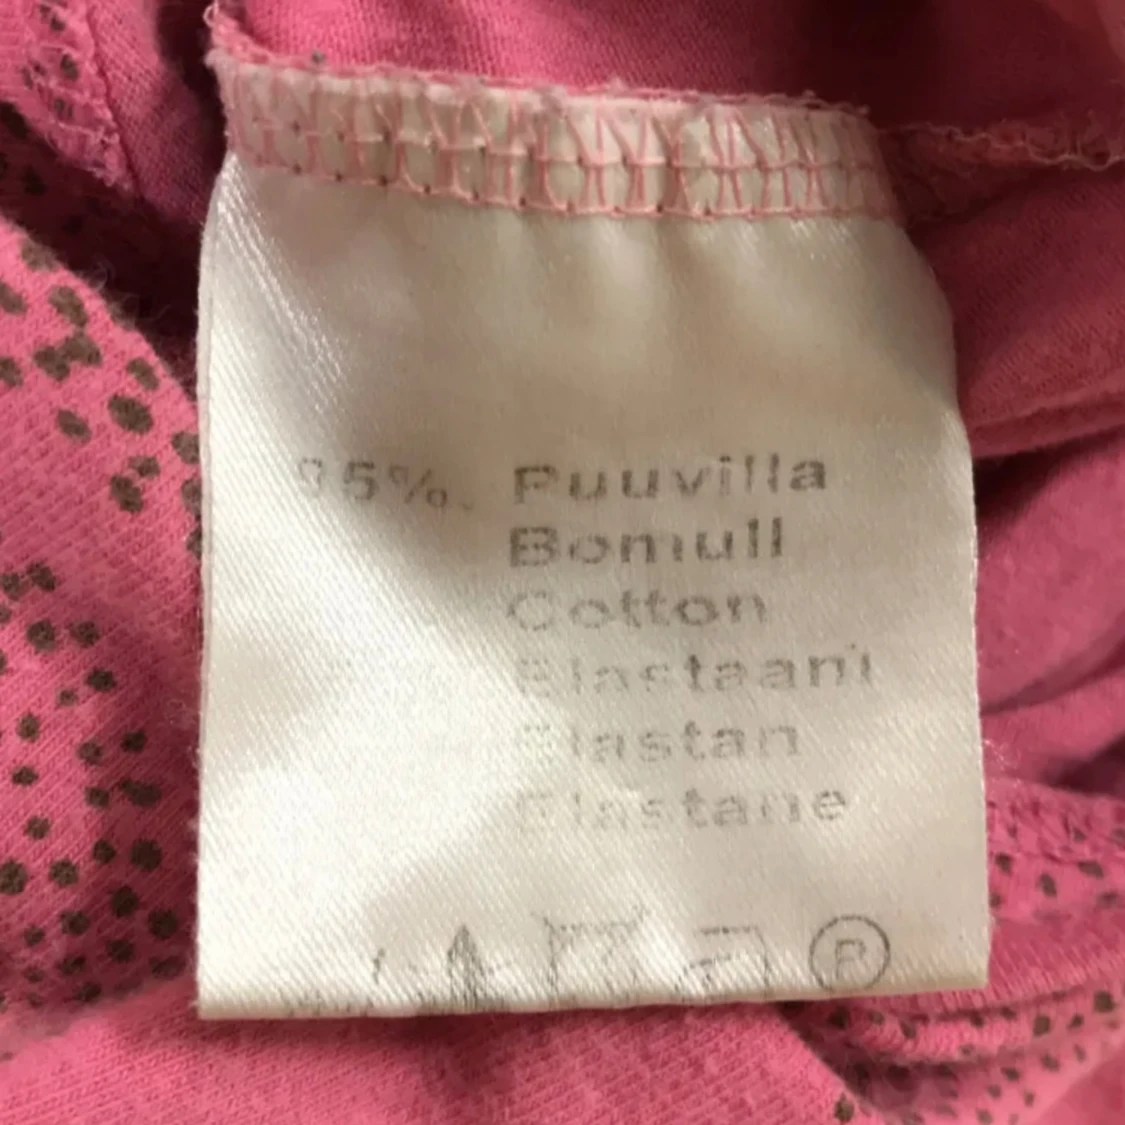 95% Puuvilla
Bomull
Cotton
Elastaani
Elastan
Elastane
P